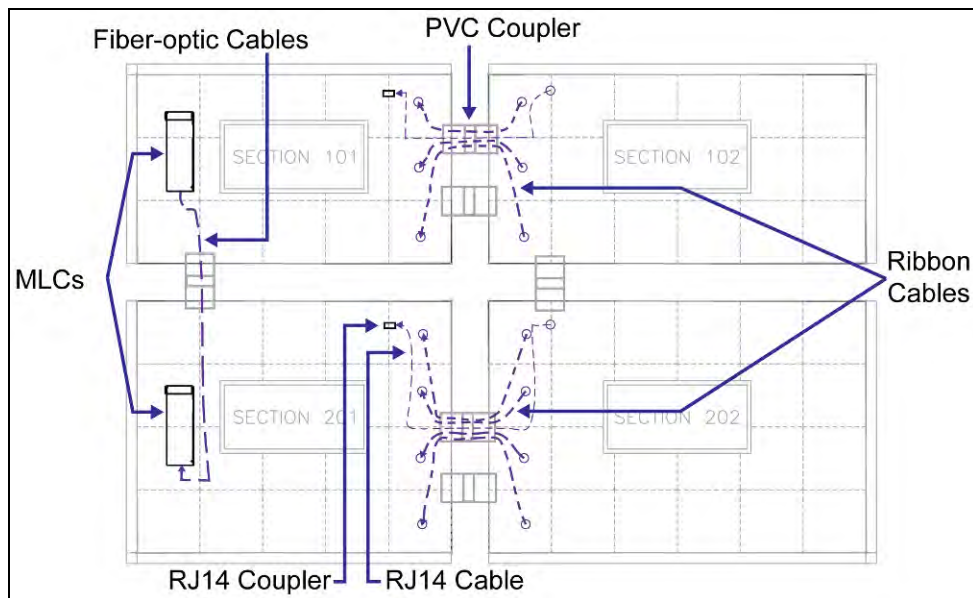 Fiber-optic Cables
PVC Coupler
SECTION 101
SECTION 102
MLCs
Ribbon
Cables
SECTION 201
SECTION 202
RJ14 Coupler
RJ14 Cable